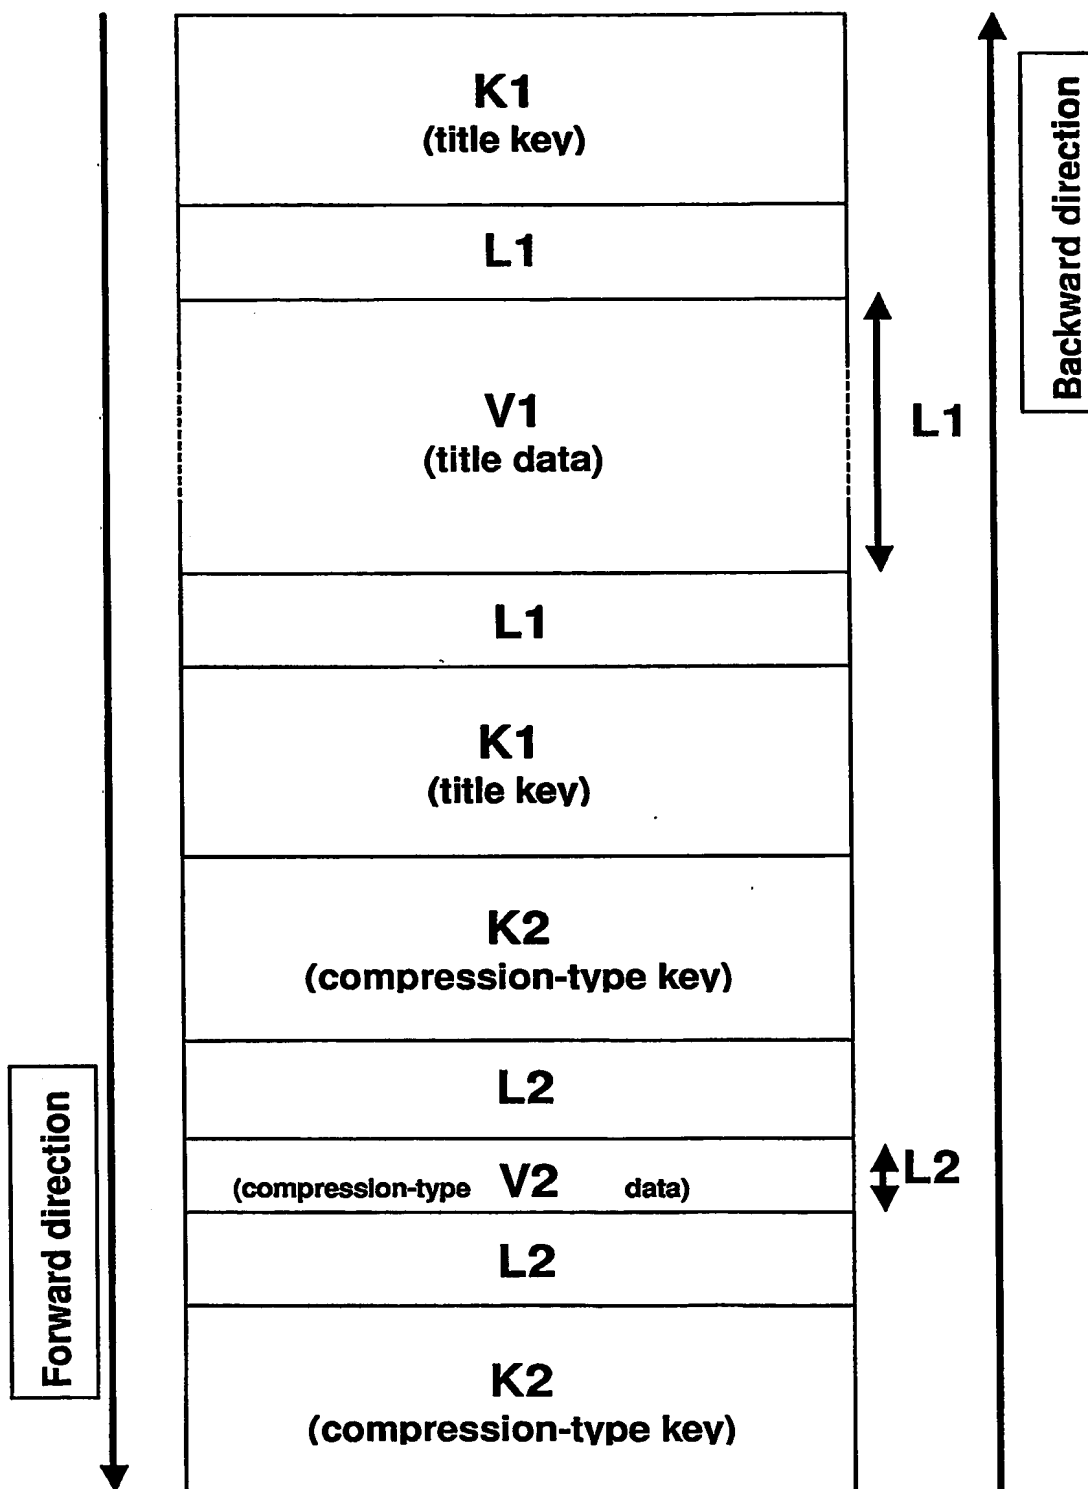 K1
(title key)
L1
V1
(title data)
L1
L1
K1
(title key)
K2
(compression-type key)
L2
(compression-type V2 data)
L2
L2
K2
(compression-type key)
Forward direction
Backward direction